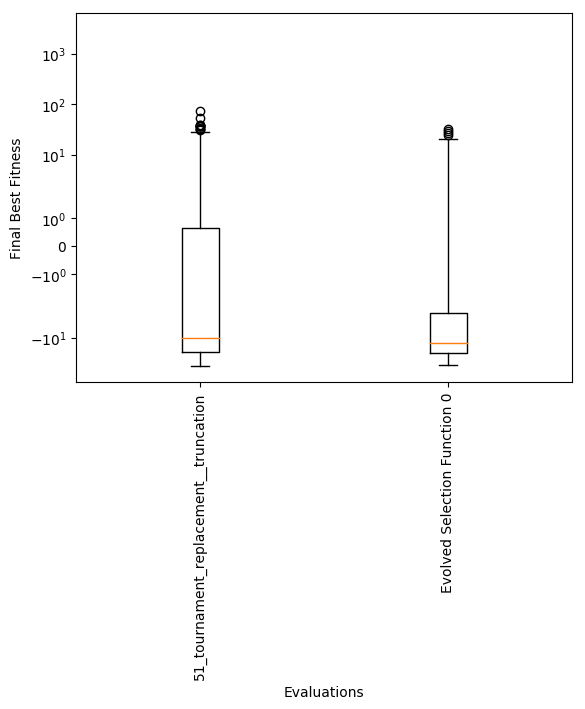 Final Best Fitness
10³
10²
10¹
10⁰
0
−10⁰
−10¹
51_tournament_replacement__truncation
Evolved Selection Function 0
Evaluations